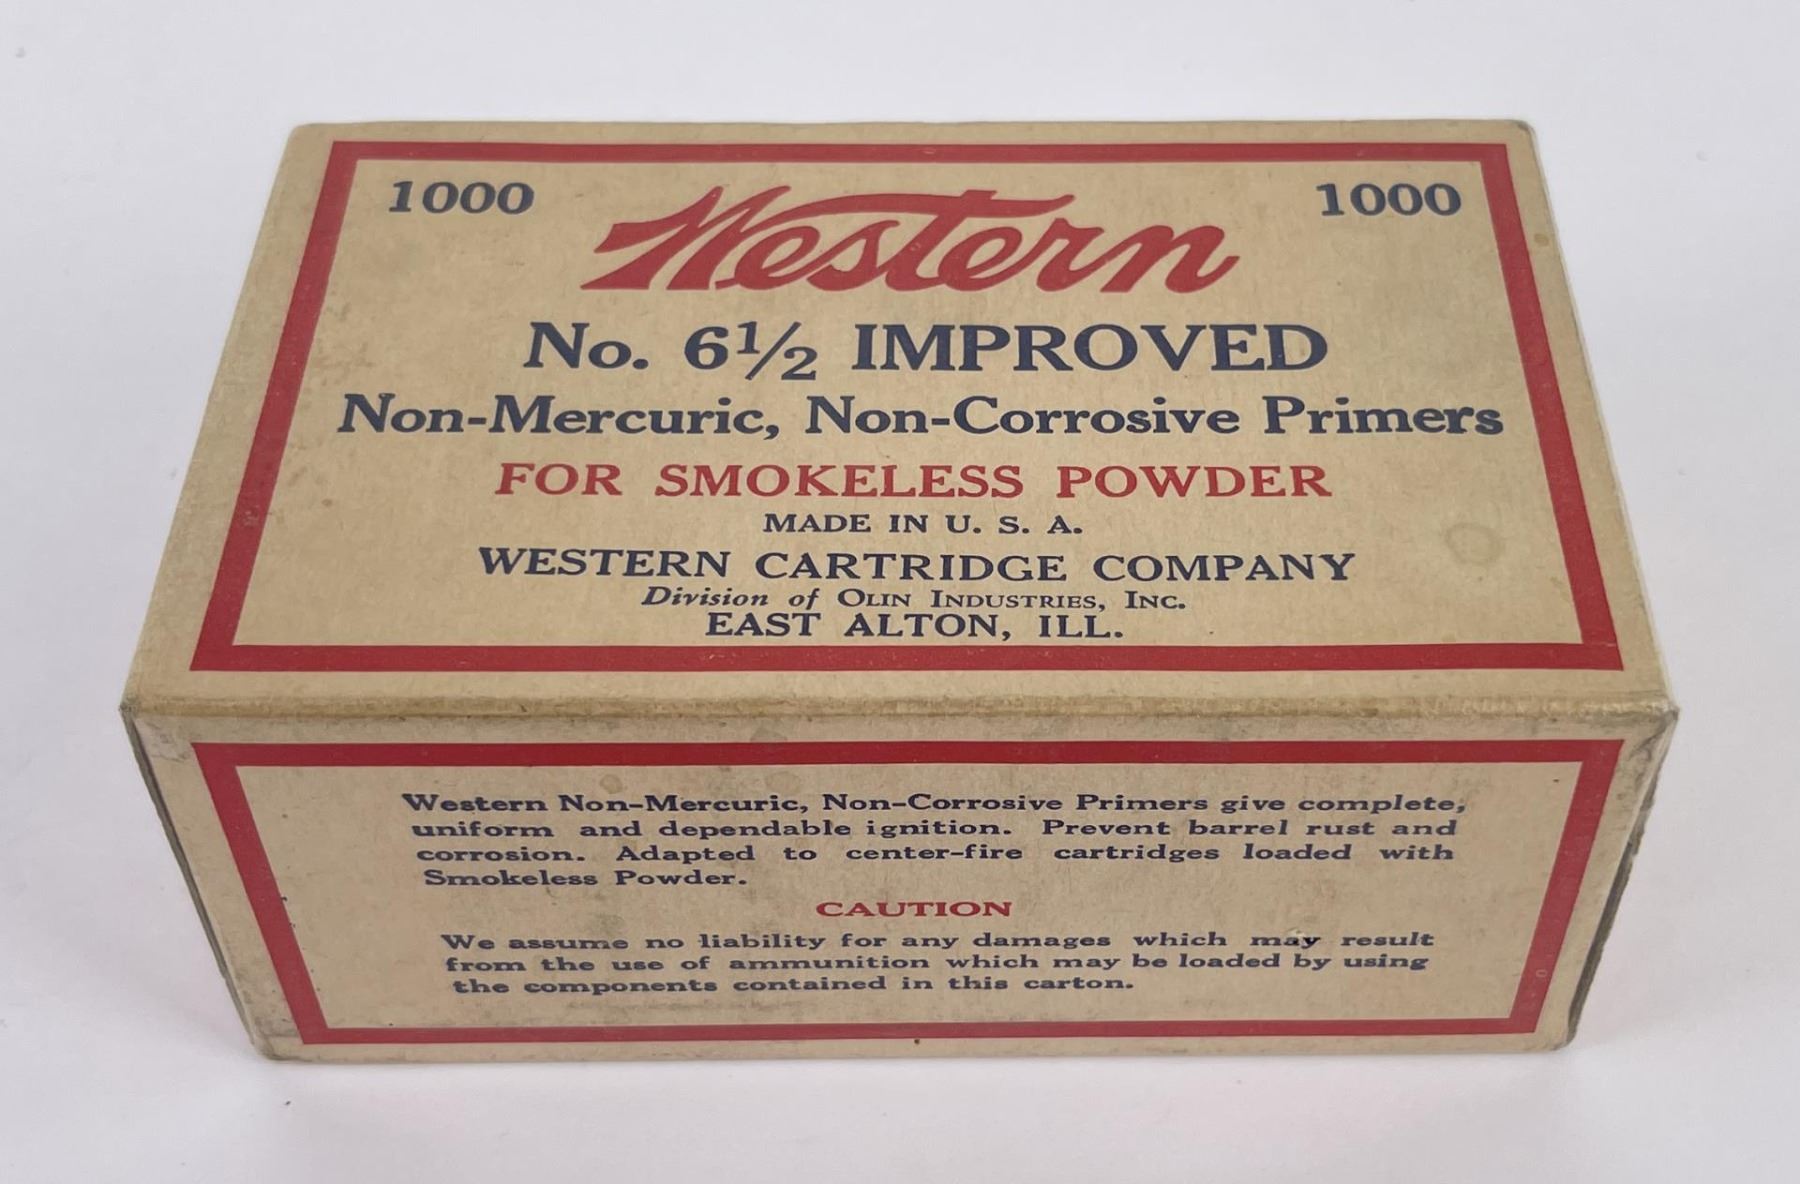 1000 Western 1000
No. 6½ IMPROVED
Non-Mercuric, Non-Corrosive Primers
FOR SMOKELESS POWDER
MADE IN U. S. A.
WESTERN CARTRIDGE COMPANY
Division of OLIN INDUSTRIES, INC.
EAST ALTON, ILL.
Western Non-Mercuric, Non-Corrosive Primers give complete,
uniform and dependable ignition. Prevent barrel rust and
corrosion. Adapted to center-fire cartridges loaded with
Smokeless Powder.
CAUTION
We assume no liability for any damages which may result
from the use of ammunition which may be loaded by using
the components contained in this carton.